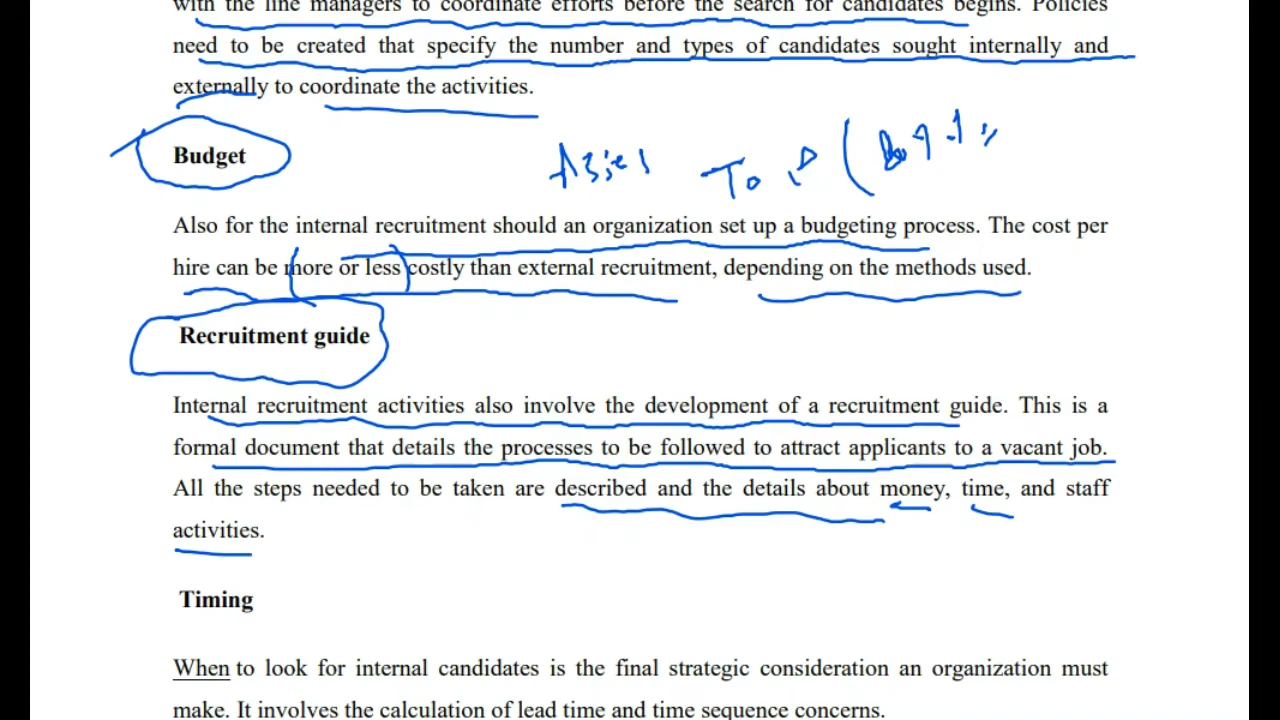 with the line managers to coordinate efforts before the search for candidates begins. Policies
need to be created that specify the number and types of candidates sought internally and
externally to coordinate the activities.
Budget
Also for the internal recruitment should an organization set up a budgeting process. The cost per
hire can be more or less costly than external recruitment, depending on the methods used.
Recruitment guide
Internal recruitment activities also involve the development of a recruitment guide. This is a
formal document that details the processes to be followed to attract applicants to a vacant job.
All the steps needed to be taken are described and the details about money, time, and staff
activities.
Timing
When to look for internal candidates is the final strategic consideration an organization must
make. It involves the calculation of lead time and time sequence concerns.